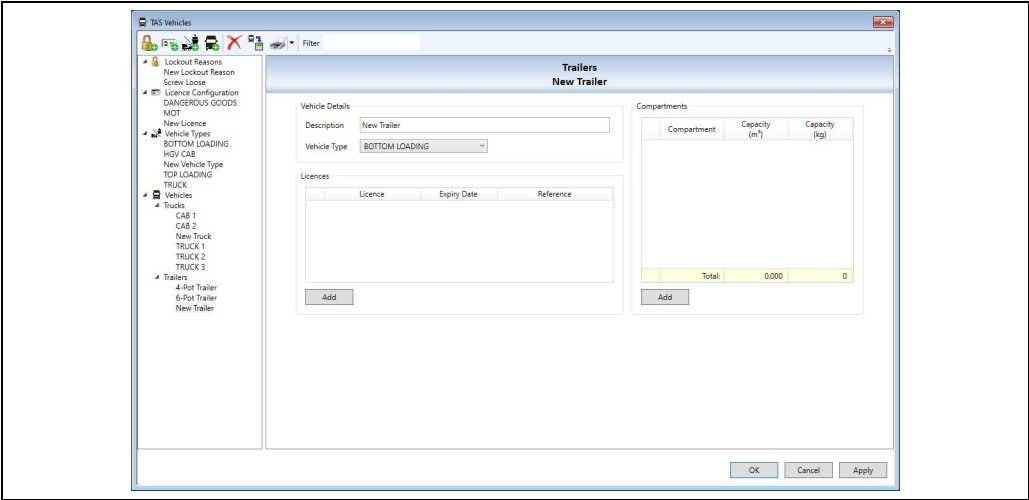 TAS Vehicles
Filter
Lockout Reasons
New Lockout Reason
Screw Loose
Licence Configuration
DANGEROUS GOODS
MOT
New Licence
Vehicle Types
BOTTOM LOADING
HGV CAB
New Vehicle Type
TOP LOADING
TRUCK
Vehicles
Trucks
CAB 1
CAB 2
New Truck
TRUCK 1
TRUCK 2
TRUCK 3
Trailers
4-Pot Trailer
6-Pot Trailer
New Trailer
Trailers
New Trailer
Vehicle Details
Description New Trailer
Vehicle Type BOTTOM LOADING
Licences
Licence Expiry Date Reference
Add
Compartments
Compartment Capacity (m³) Capacity (kg)
Total: 0.000 0
Add
OK Cancel Apply